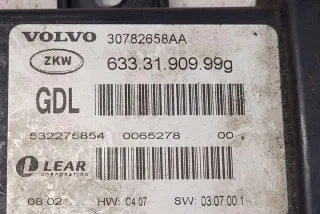 VOLVO 30782658AA
ZKW 633.31.909.99g
GDL
532275854 0065278 00
LEAR
CORPORATION
08 02 HW: C4 07 SW: 03.07.00.1